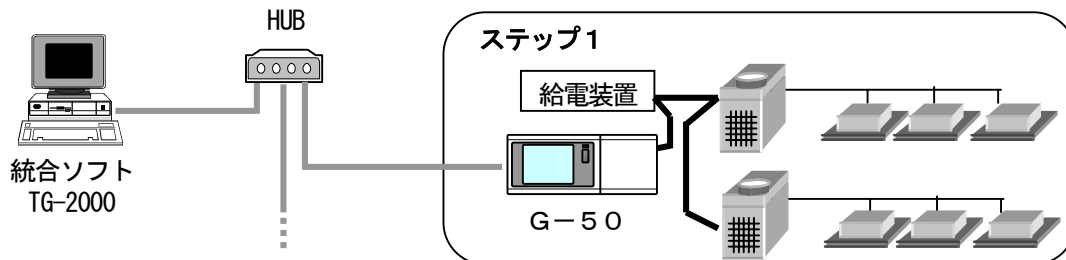 HUB
ステップ1
給電装置
統合ソフト
TG-2000
G－５０